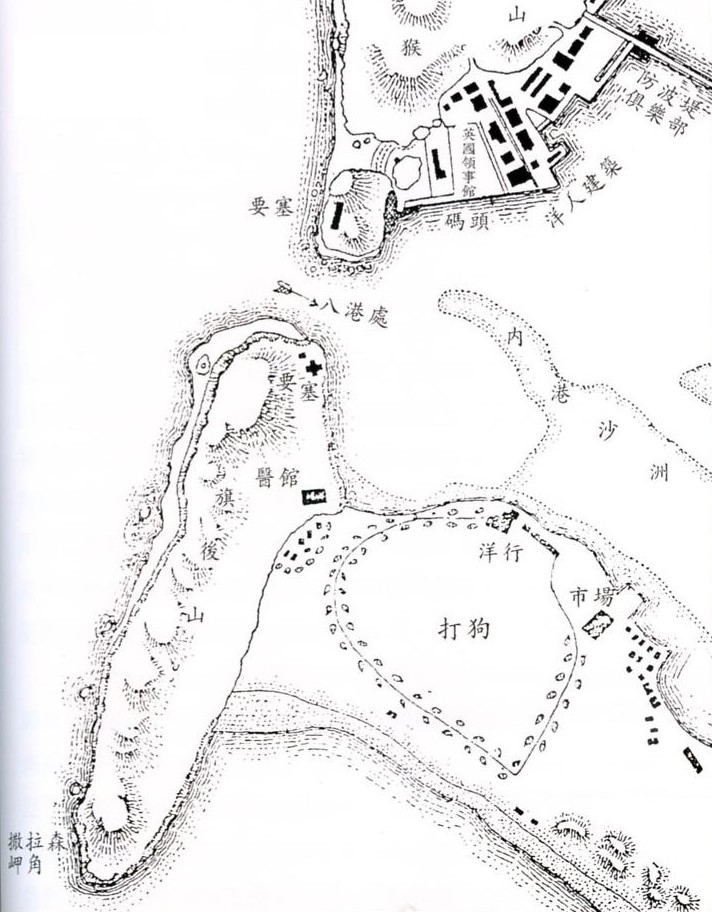 猴山
防波堤
俱樂部
英國領事館
洋人建築
要塞
碼頭
八港處
內港沙洲
要塞
醫館
旗後山
洋行
市場
打狗
撒拉森
岬角